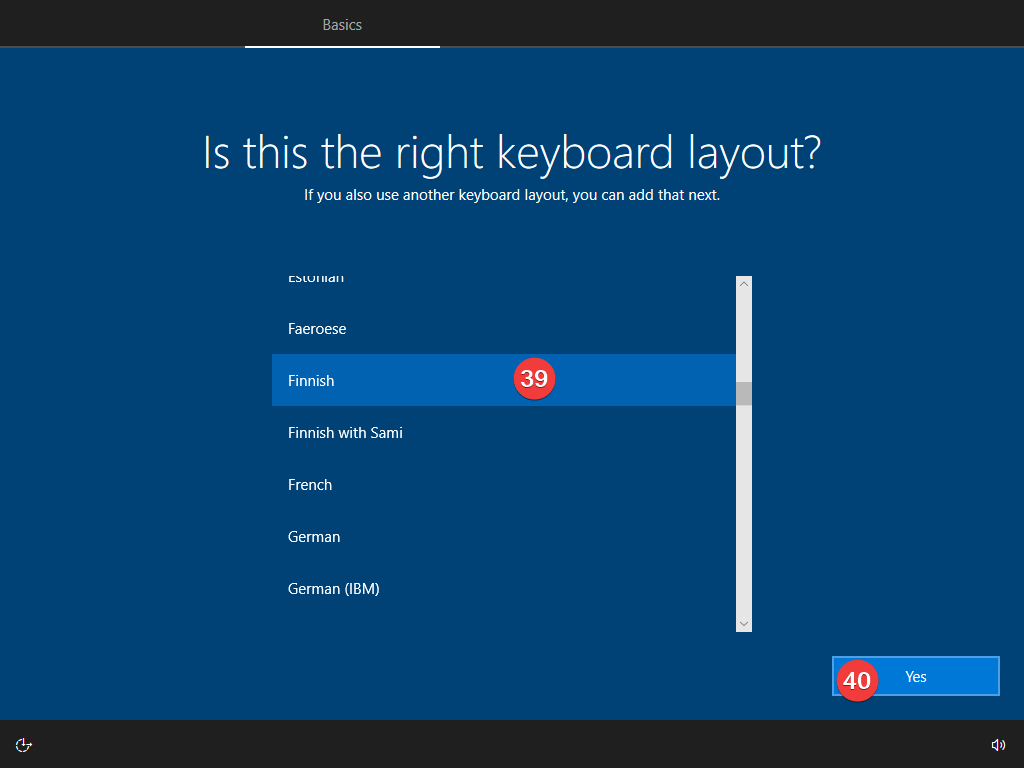 Basics
Is this the right keyboard layout?
If you also use another keyboard layout, you can add that next.
Estonian
Faeroese
Finnish
39
Finnish with Sami
French
German
German (IBM)
40
Yes